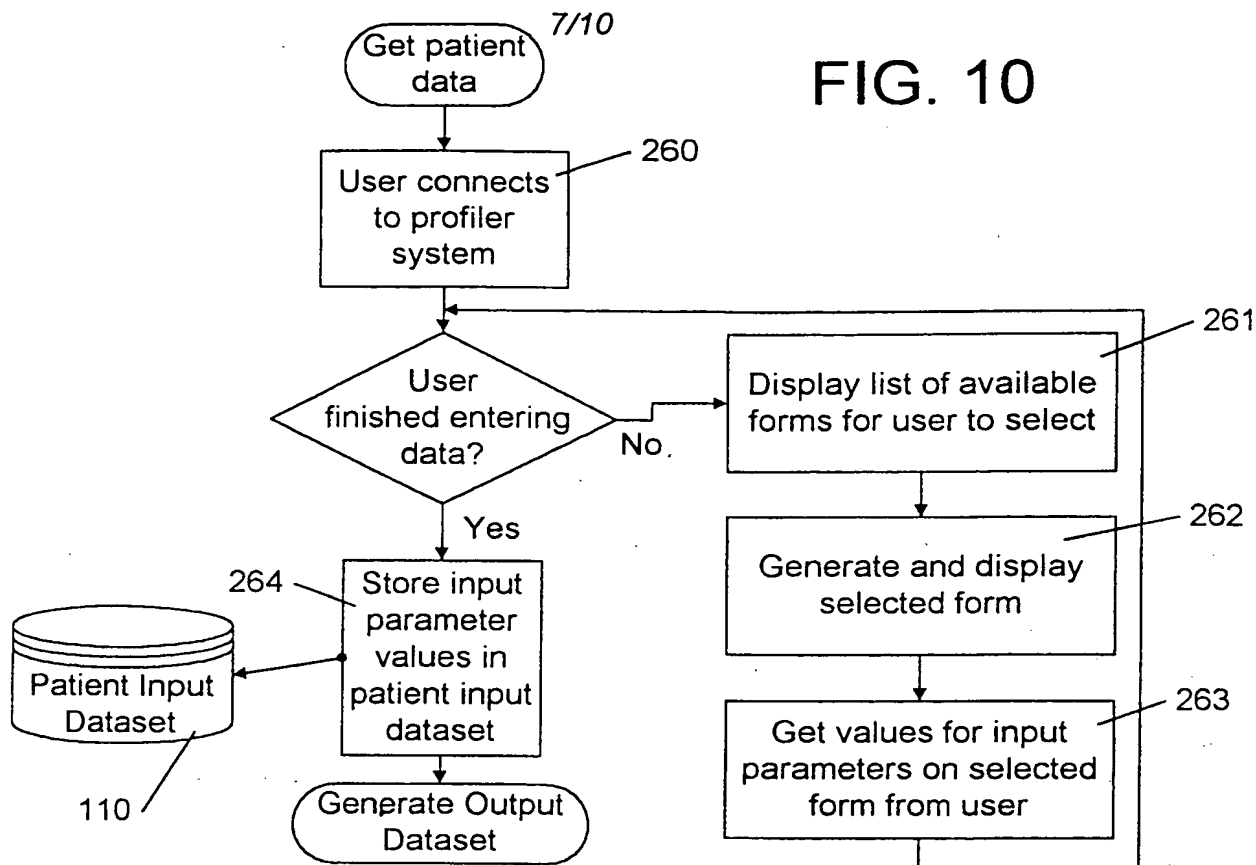 7/10
FIG. 10
Get patient
data
260
User connects
to profiler
system
User
finished entering
data?
No.
Yes
261
Display list of available
forms for user to select
262
Generate and display
selected form
263
Get values for input
parameters on selected
form from user
264
Store input
parameter
values in
patient input
dataset
Patient Input
Dataset
110
Generate Output
Dataset